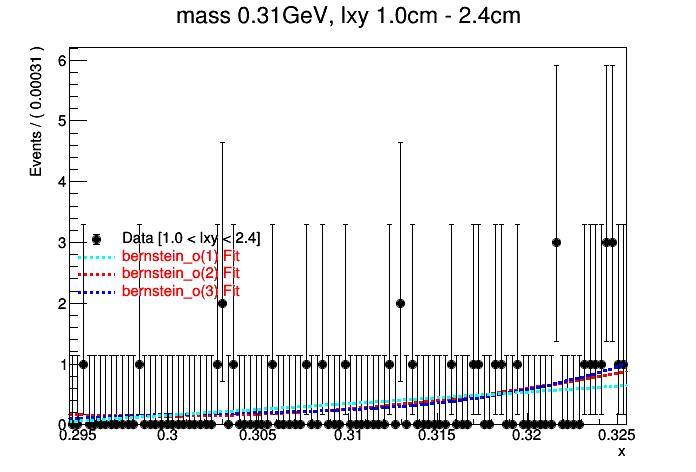 mass 0.31GeV, lxy 1.0cm - 2.4cm
Events / ( 0.00031 )
6
5
4
3
2
1
0
Data [1.0 < lxy < 2.4]
bernstein_o(1) Fit
bernstein_o(2) Fit
bernstein_o(3) Fit
0.295 0.3 0.305 0.31 0.315 0.32 0.325
x